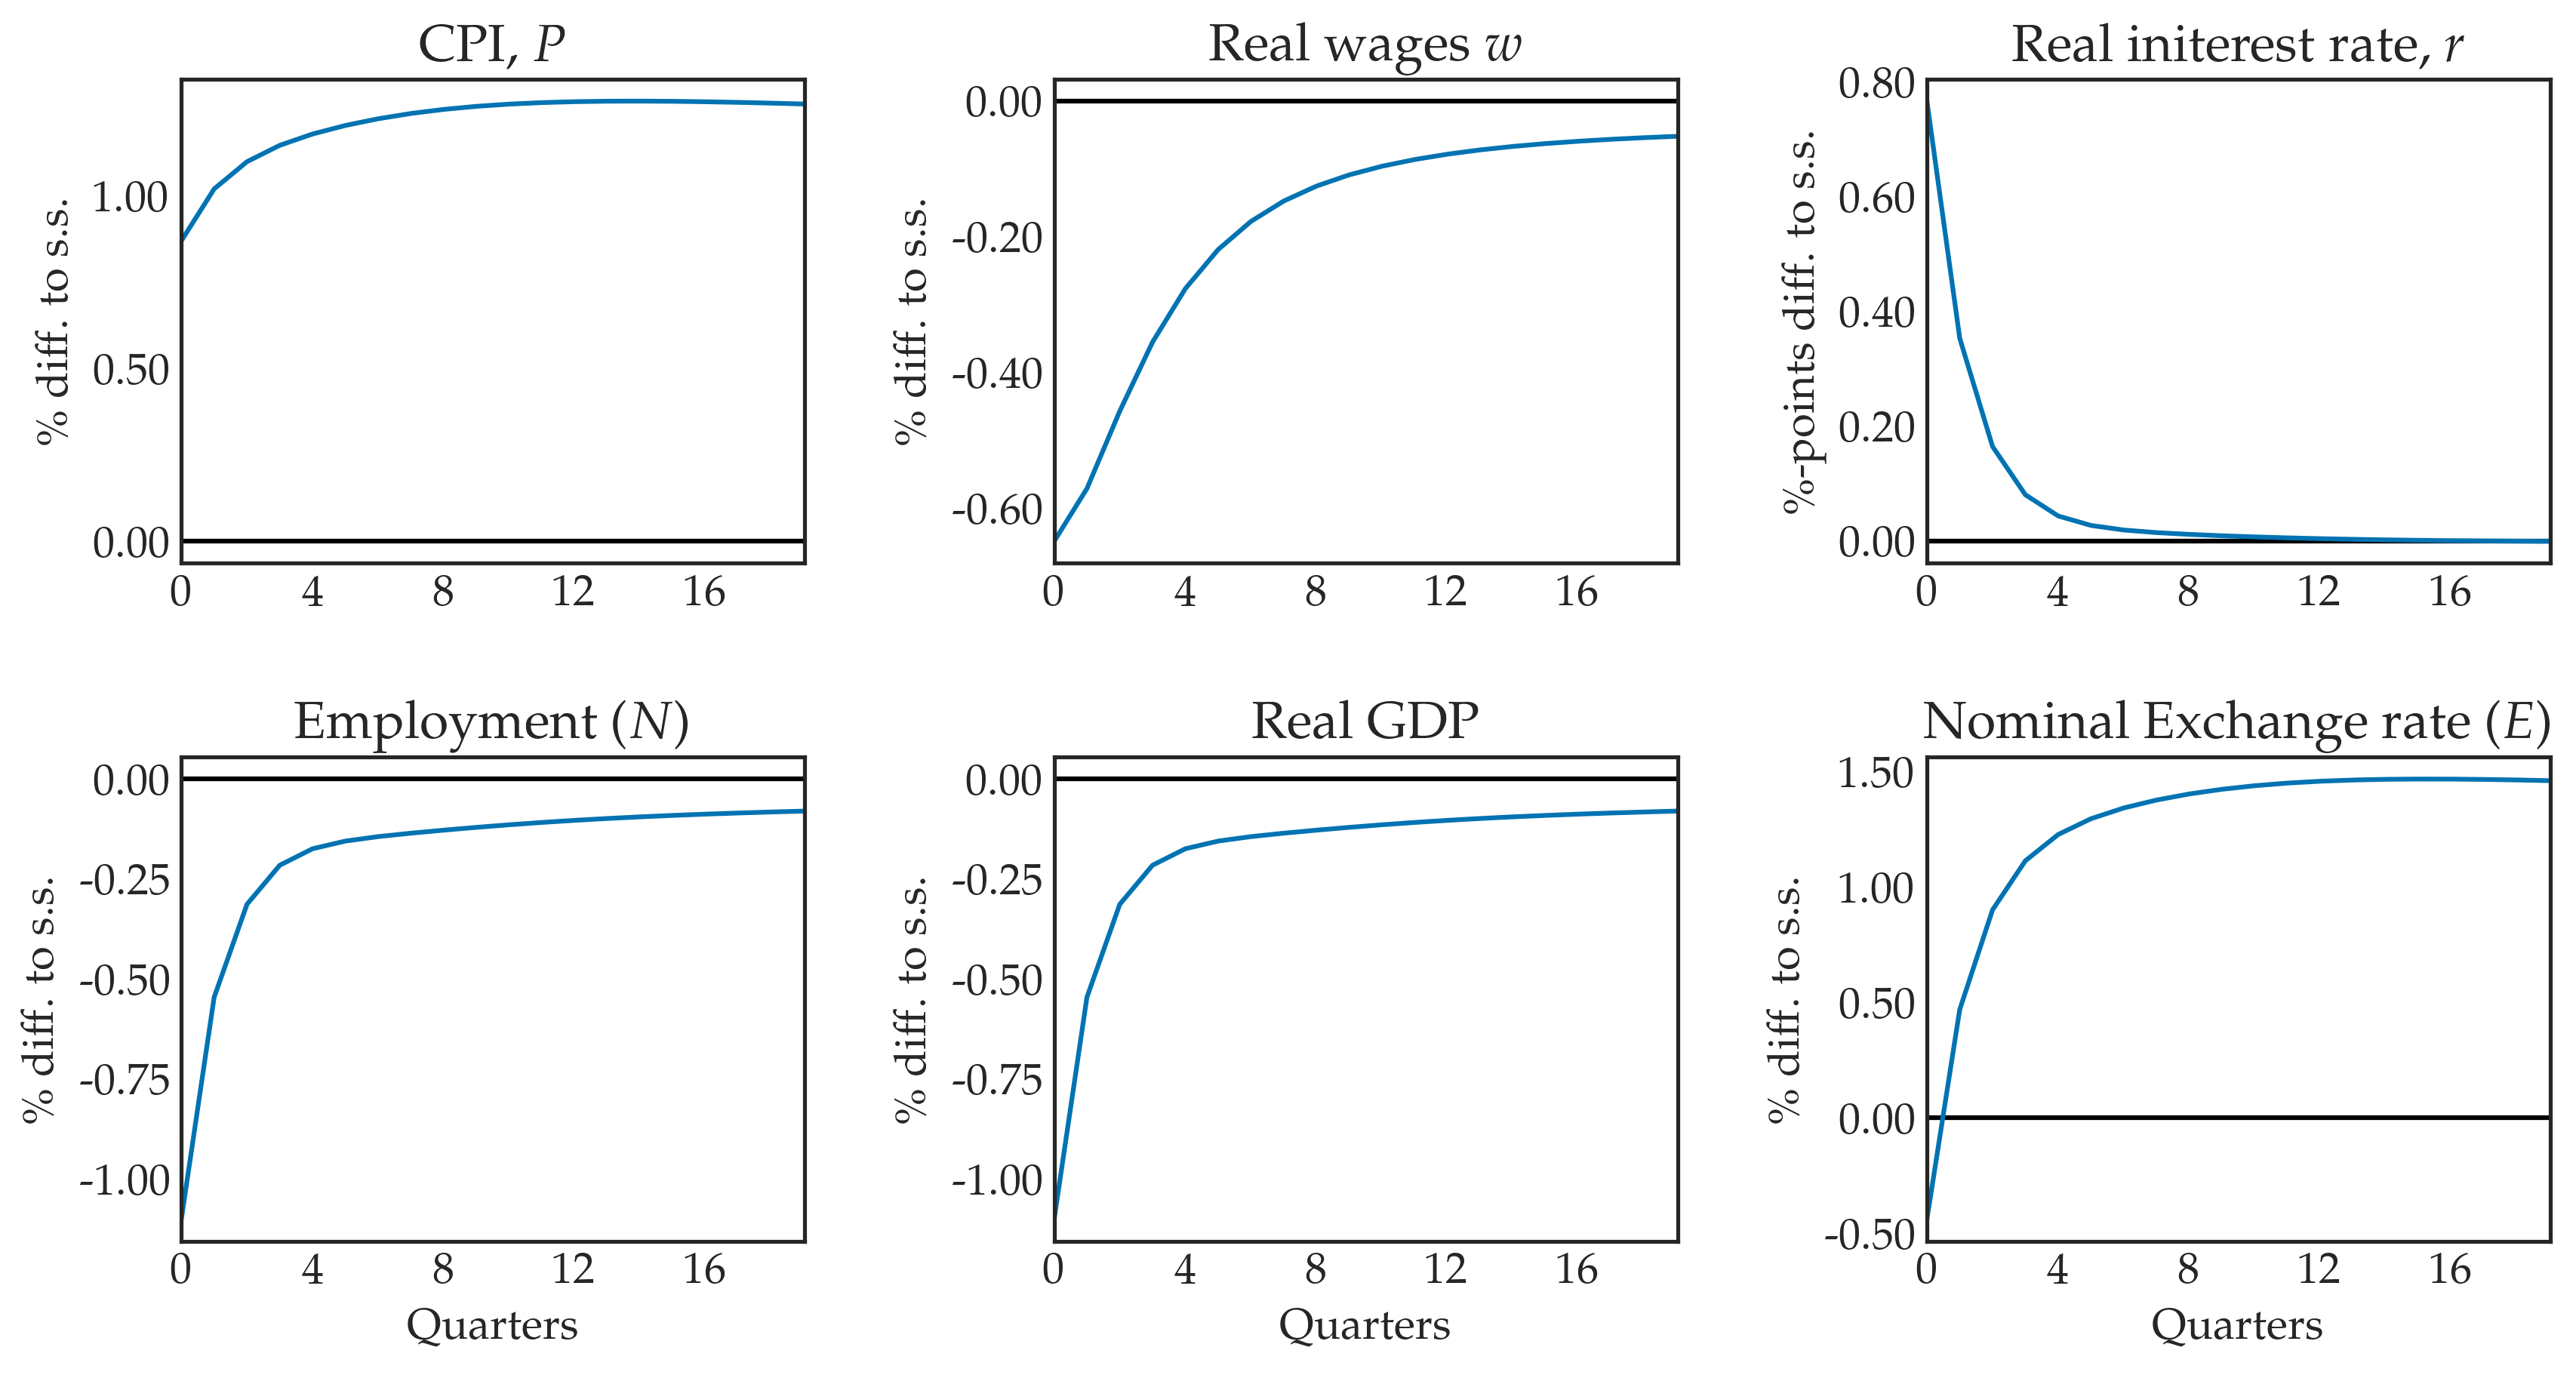 CPI, P
% diff. to s.s.
1.00
0.50
0.00
0 4 8 12 16
Real wages w
% diff. to s.s.
0.00
-0.20
-0.40
-0.60
0 4 8 12 16
Real initerest rate, r
%-points diff. to s.s.
0.80
0.60
0.40
0.20
0.00
0 4 8 12 16
Employment (N)
% diff. to s.s.
0.00
-0.25
-0.50
-0.75
-1.00
0 4 8 12 16
Quarters
Real GDP
% diff. to s.s.
0.00
-0.25
-0.50
-0.75
-1.00
0 4 8 12 16
Quarters
Nominal Exchange rate (E)
% diff. to s.s.
1.50
1.00
0.50
0.00
-0.50
0 4 8 12 16
Quarters